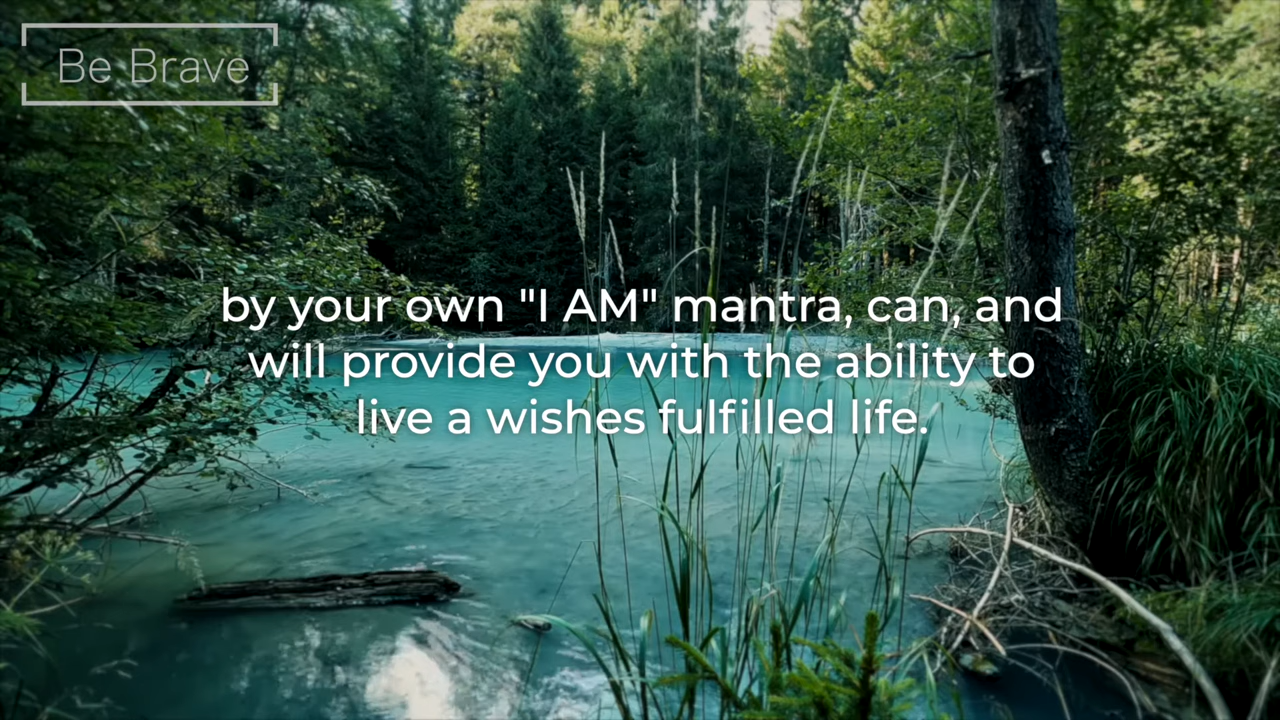 Be Brave
by your own "I AM" mantra, can, and
will provide you with the ability to
live a wishes fulfilled life.